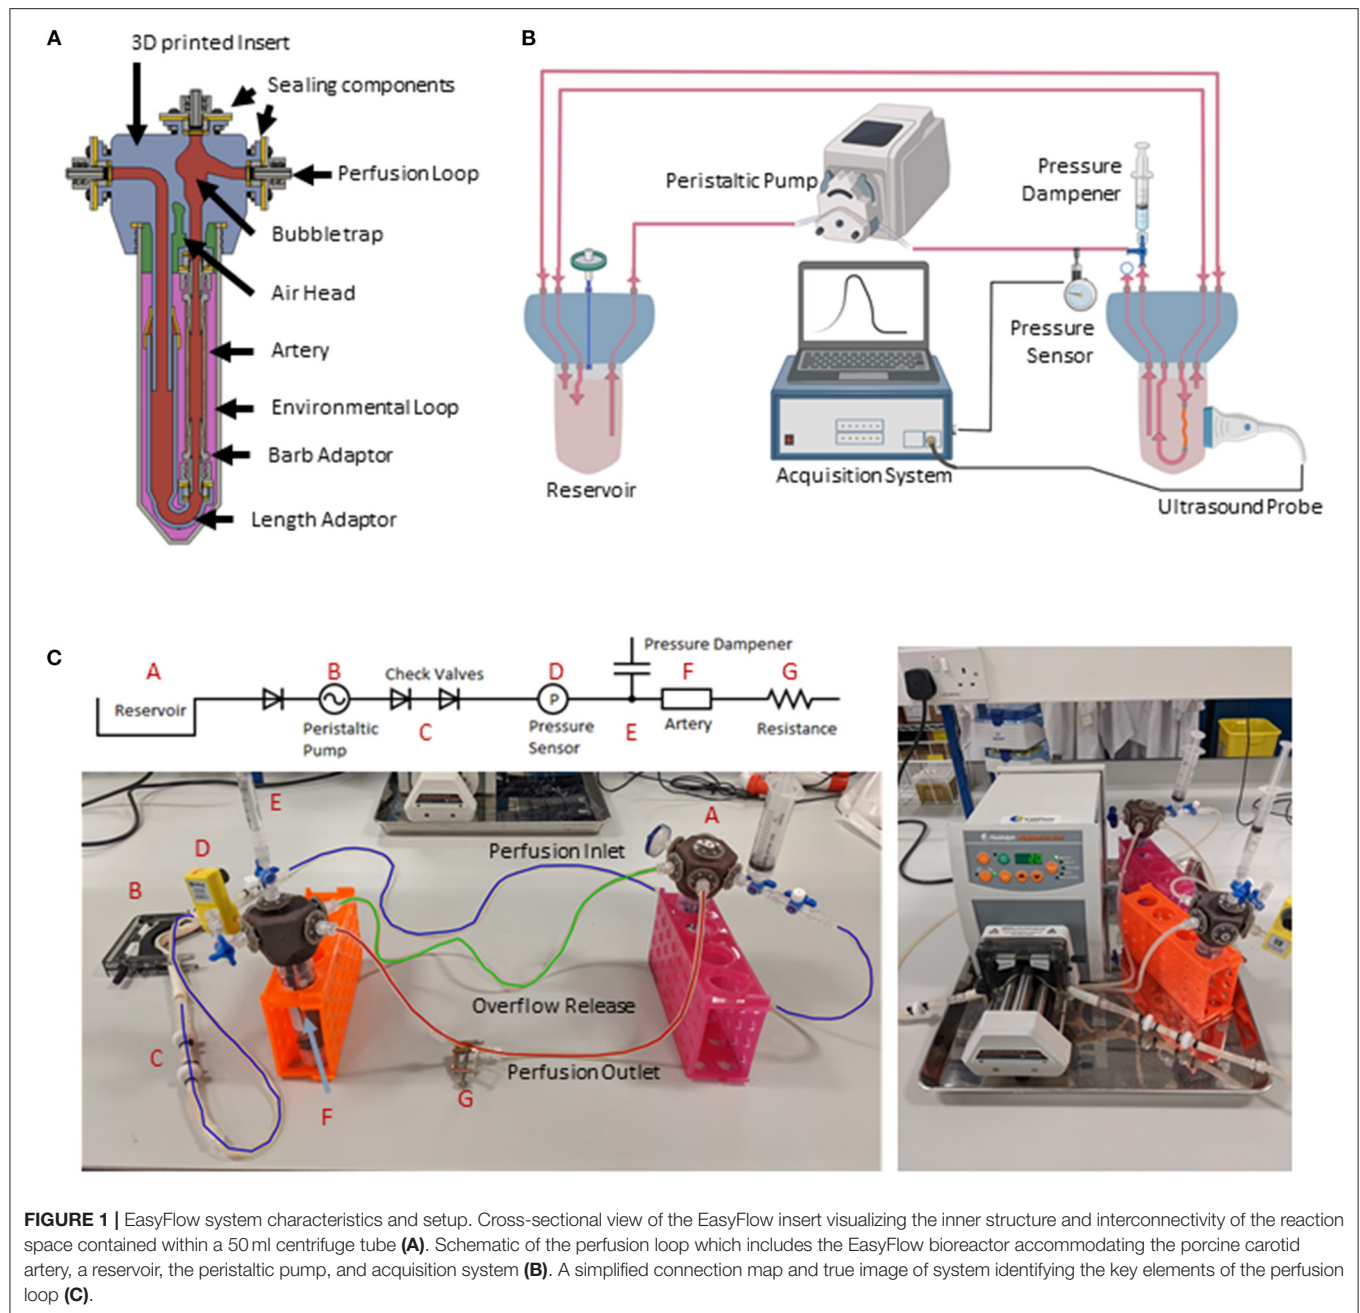 A
3D printed Insert
Sealing components
Perfusion Loop
Bubble trap
Air Head
Artery
Environmental Loop
Barb Adaptor
Length Adaptor
B
Peristaltic Pump
Pressure
Dampener
Pressure
Sensor
Reservoir
Acquisition System
Ultrasound Probe
C
A
Reservoir
B
Peristaltic
Pump
Check Valves
C
D
P
Pressure
Sensor
Pressure Dampener
E
F
Artery
G
Resistance
E
D
B
C
F
A
Perfusion Inlet
Overflow Release
Perfusion Outlet
G
FIGURE 1 | EasyFlow system characteristics and setup. Cross-sectional view of the EasyFlow insert visualizing the inner structure and interconnectivity of the reaction
space contained within a 50 ml centrifuge tube (A). Schematic of the perfusion loop which includes the EasyFlow bioreactor accommodating the porcine carotid
artery, a reservoir, the peristaltic pump, and acquisition system (B). A simplified connection map and true image of system identifying the key elements of the perfusion
loop (C).